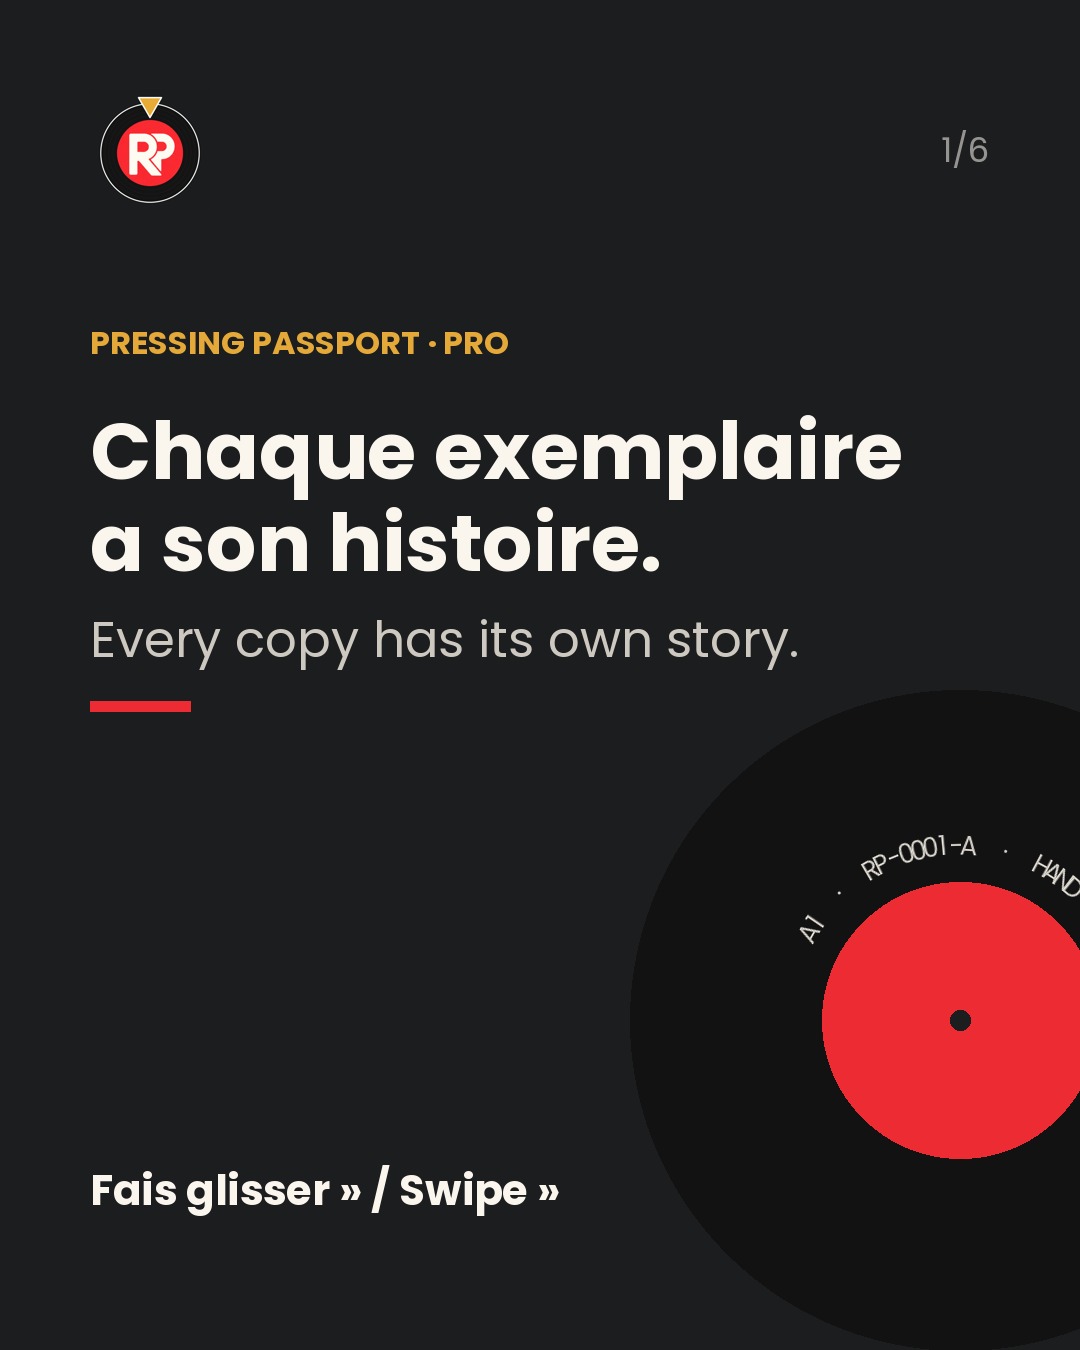 RP
1/6
PRESSING PASSPORT · PRO
Chaque exemplaire
a son histoire.
Every copy has its own story.
A1 · RP-0001-A · HAND
Fais glisser » / Swipe »